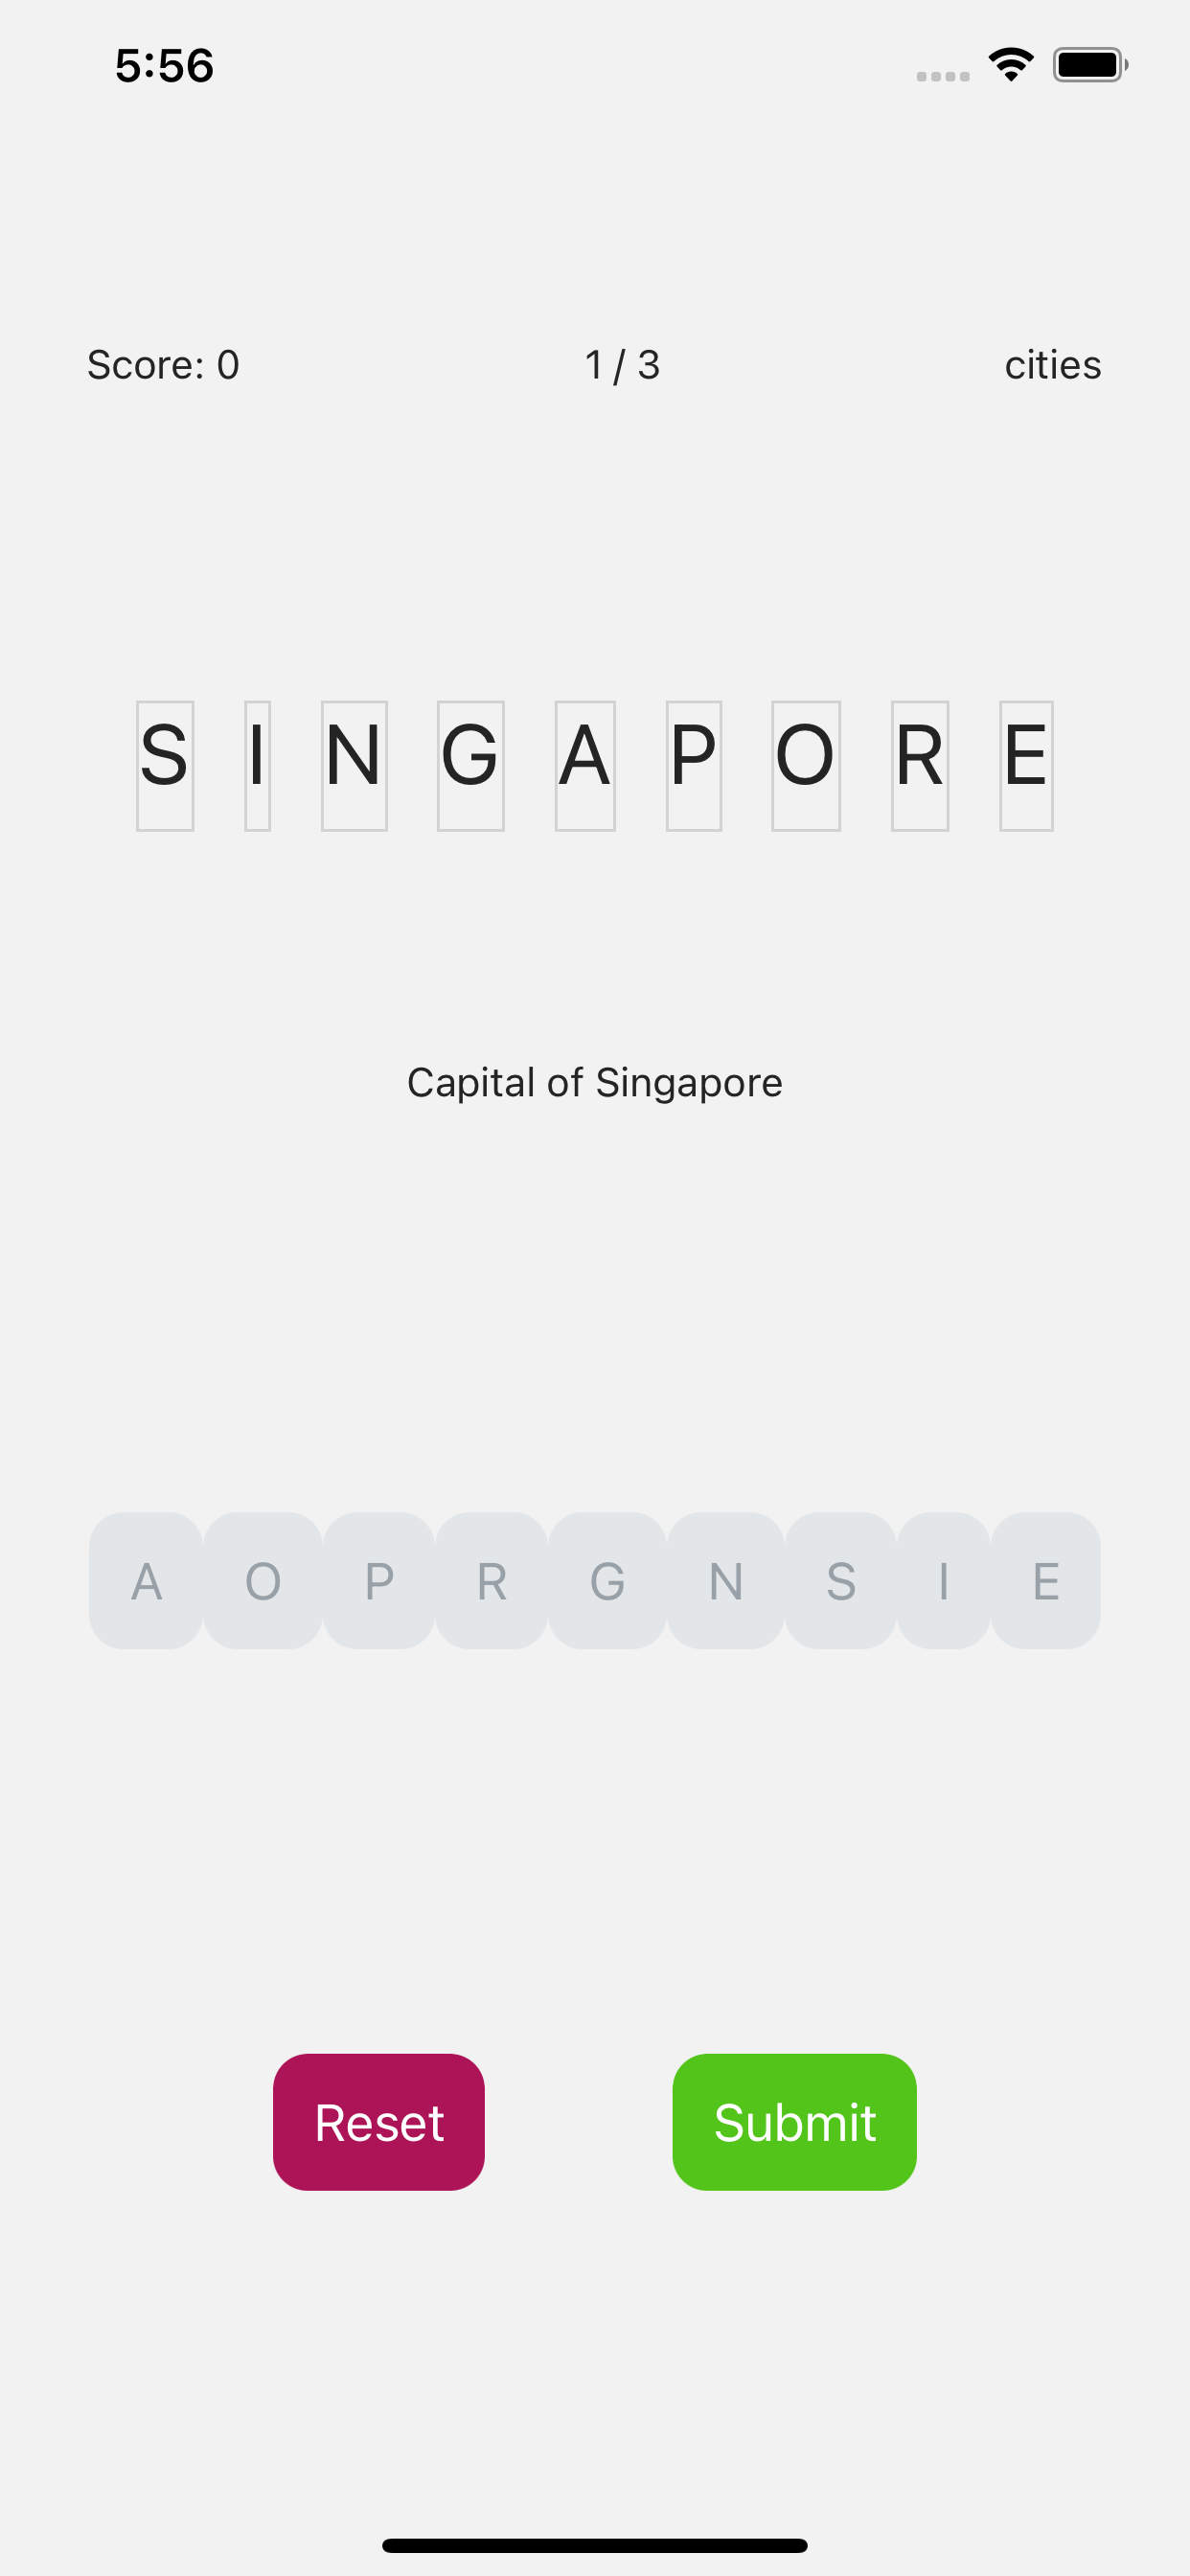 5:56
Score: 0 1 / 3 cities
S I N G A P O R E
Capital of Singapore
A O P R G N S I E
Reset Submit